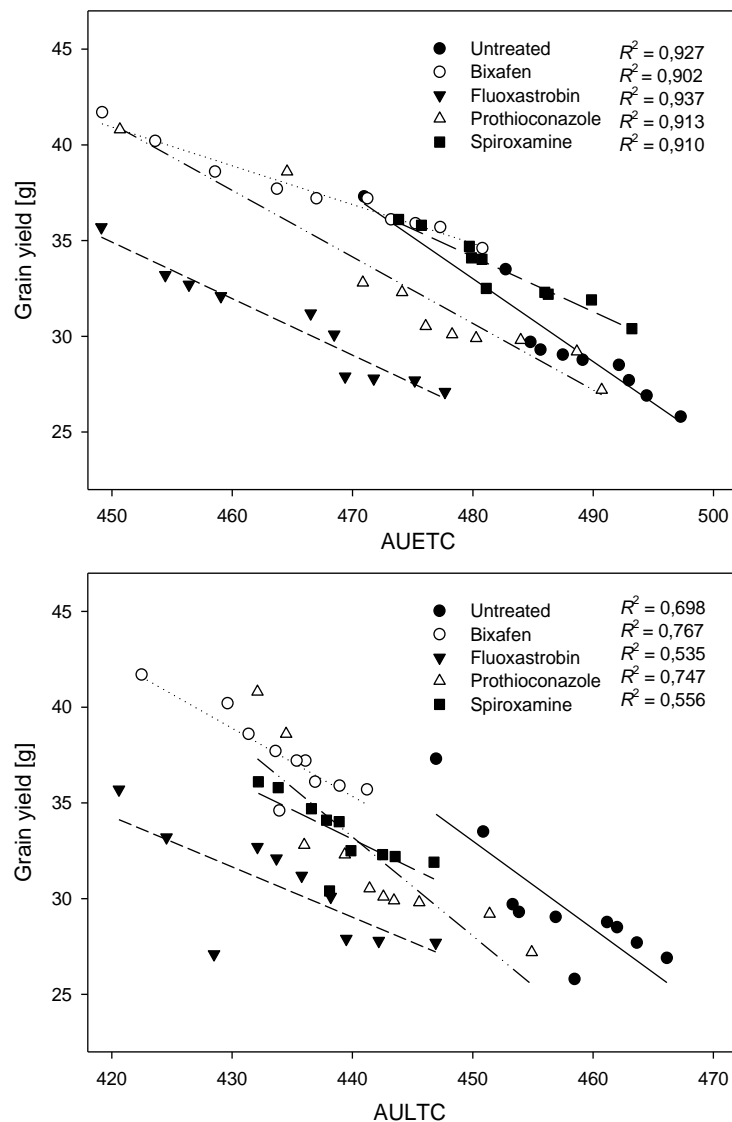 45
40
35
30
25
Grain yield [g]
Untreated R² = 0,927
Bixafen R² = 0,902
Fluoxastrobin R² = 0,937
Prothioconazole R² = 0,913
Spiroxamine R² = 0,910
450 460 470 480 490 500
AUETC
45
40
35
30
25
Grain yield [g]
Untreated R² = 0,698
Bixafen R² = 0,767
Fluoxastrobin R² = 0,535
Prothioconazole R² = 0,747
Spiroxamine R² = 0,556
420 430 440 450 460 470
AULTC